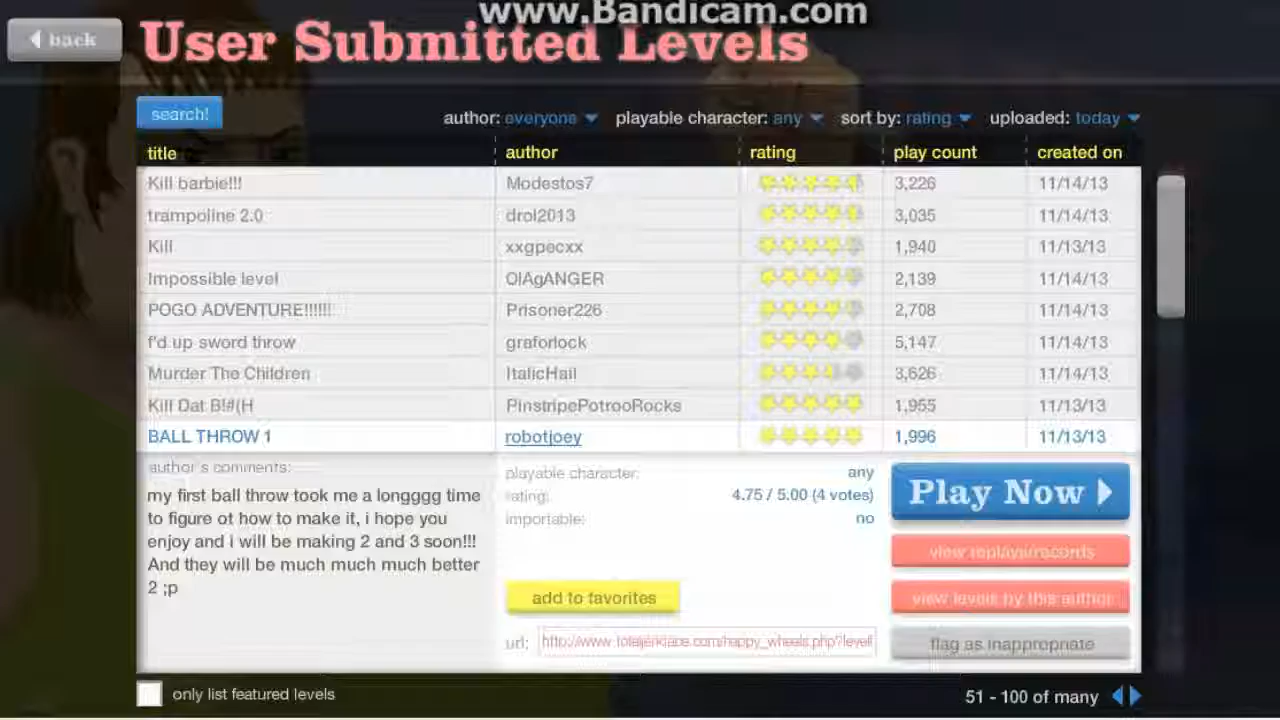 www.Bandicam.com
back
User Submitted Levels
search!
author: everyone playable character: any sort by: rating uploaded: today
title author rating play count created on
Kill barbie!!! Modestos7 3,226 11/14/13
trampoline 2.0 drol2013 3,035 11/14/13
Kill xxgpecxx 1,940 11/13/13
Impossible level OlAgANGER 2,139 11/14/13
POGO ADVENTURE!!!!!! Prisoner226 2,708 11/14/13
f'd up sword throw graforlock 5,147 11/14/13
Murder The Children ItalicHail 3,626 11/14/13
Kill Dat B!#(H PinstripePotrooRocks 1,955 11/13/13
BALL THROW 1 robotjoey 1,996 11/13/13
author's comments:
my first ball throw took me a longggg time
to figure ot how to make it, i hope you
enjoy and i will be making 2 and 3 soon!!!
And they will be much much much better
2 ;p
playable character: any
rating: 4.75 / 5.00 (4 votes)
importable: no
add to favorites
url: http://www.totaljerkface.com/happy_wheels.php?level
Play Now
view replays/records
view levels by this author
flag as inappropriate
only list featured levels
51 - 100 of many